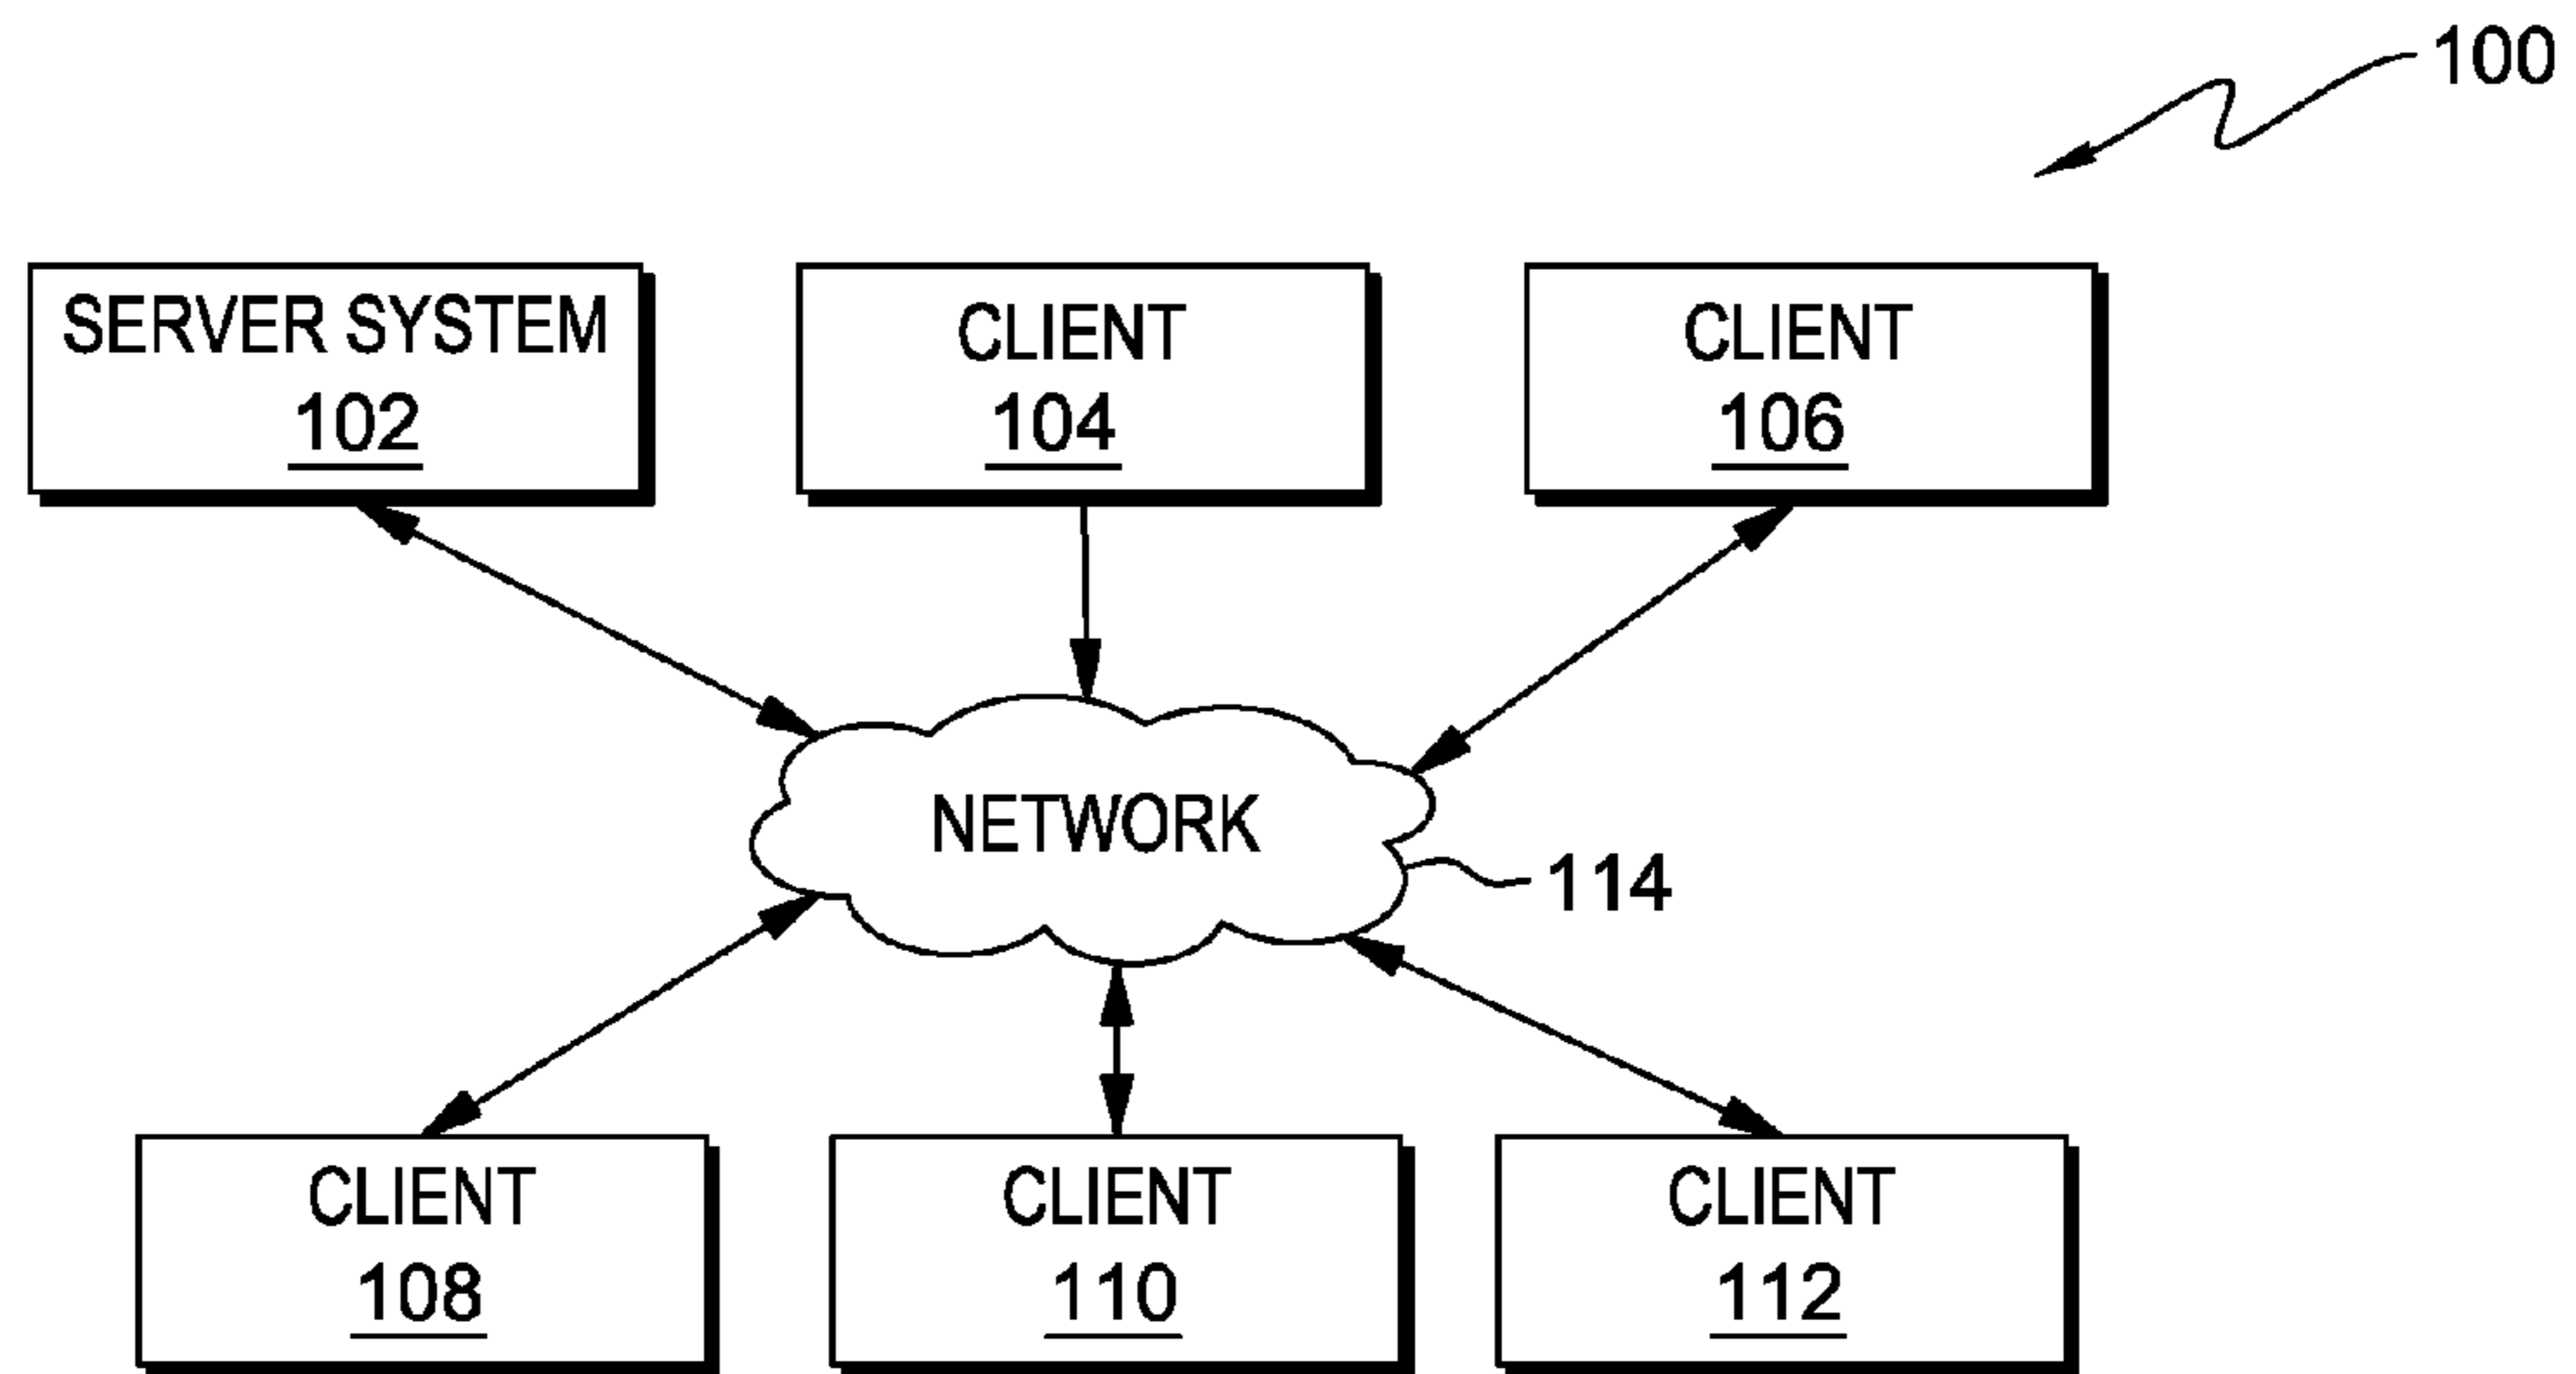 100
SERVER SYSTEM
102
CLIENT
104
CLIENT
106
NETWORK
114
CLIENT
108
CLIENT
110
CLIENT
112